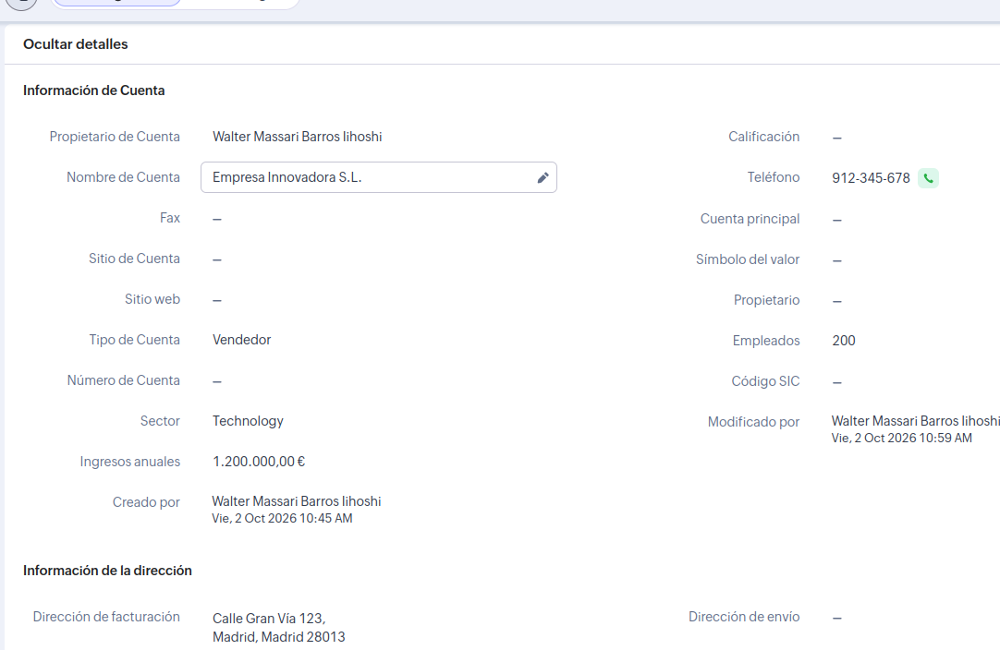 Ocultar detalles
Información de Cuenta
Propietario de Cuenta Walter Massari Barros Iihoshi
Calificación —
Nombre de Cuenta Empresa Innovadora S.L.
Teléfono 912-345-678
Fax —
Cuenta principal —
Sitio de Cuenta —
Símbolo del valor —
Sitio web —
Propietario —
Tipo de Cuenta Vendedor
Empleados 200
Número de Cuenta —
Código SIC —
Sector Technology
Modificado por Walter Massari Barros Iihoshi
Vie, 2 Oct 2026 10:59 AM
Ingresos anuales 1.200.000,00 €
Creado por Walter Massari Barros Iihoshi
Vie, 2 Oct 2026 10:45 AM
Información de la dirección
Dirección de facturación Calle Gran Vía 123,
Madrid, Madrid 28013
Dirección de envío —